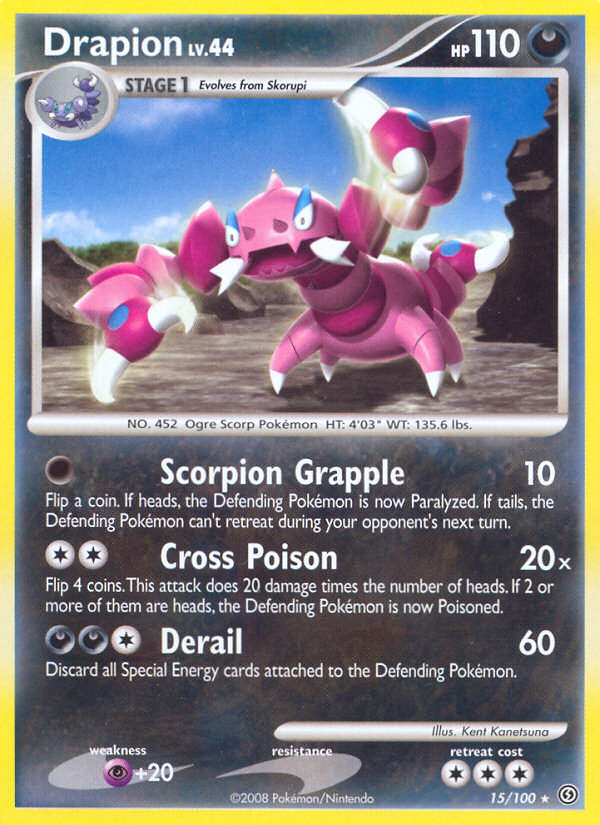 Drapion LV.44 HP 110
STAGE 1 Evolves from Skorupi
NO. 452 Ogre Scorp Pokémon HT: 4'03" WT: 135.6 lbs.
Scorpion Grapple 10
Flip a coin. If heads, the Defending Pokémon is now Paralyzed. If tails, the
Defending Pokémon can't retreat during your opponent's next turn.
Cross Poison 20x
Flip 4 coins. This attack does 20 damage times the number of heads. If 2 or
more of them are heads, the Defending Pokémon is now Poisoned.
Derail 60
Discard all Special Energy cards attached to the Defending Pokémon.
Illus. Kent Kanetsuna
weakness resistance retreat cost
+20
©2008 Pokémon/Nintendo 15/100 ★